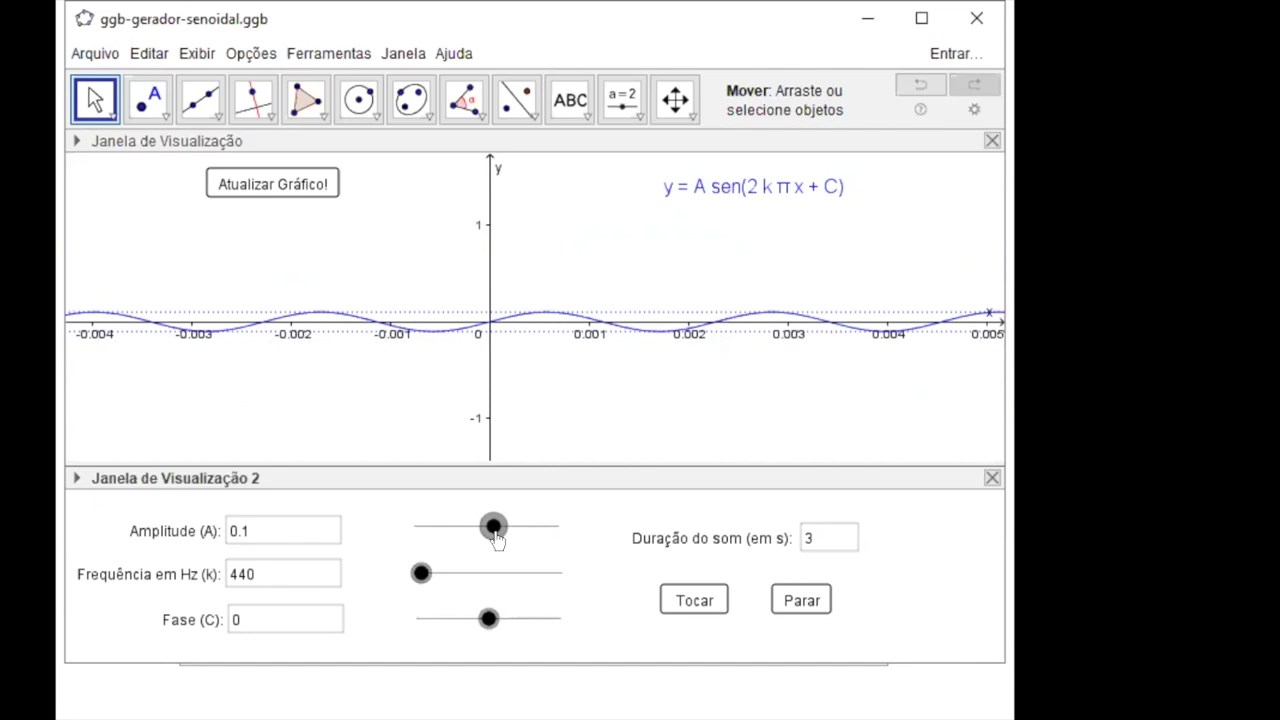 ggb-gerador-senoidal.ggb
Arquivo Editar Exibir Opções Ferramentas Janela Ajuda Entrar...
A α ABC a=2
Mover: Arraste ou
selecione objetos
Janela de Visualização
Atualizar Gráfico!
y
y = A sen(2 k π x + C)
1
x
-0.004 -0.003 -0.002 -0.001 0 0.001 0.002 0.003 0.004 0.005
-1
Janela de Visualização 2
Amplitude (A): 0.1
Duração do som (em s): 3
Frequência em Hz (k): 440
Tocar Parar
Fase (C): 0